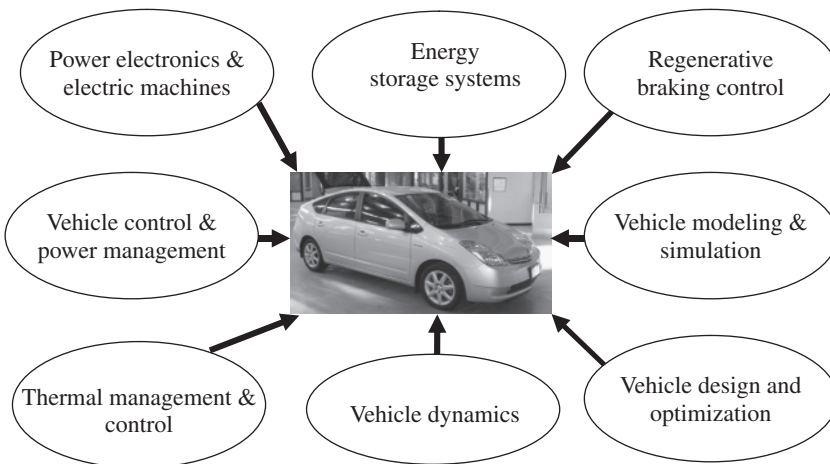 Power electronics &
electric machines
Energy
storage systems
Regenerative
braking control
Vehicle control &
power management
Vehicle modeling &
simulation
Thermal management &
control
Vehicle dynamics
Vehicle design and
optimization